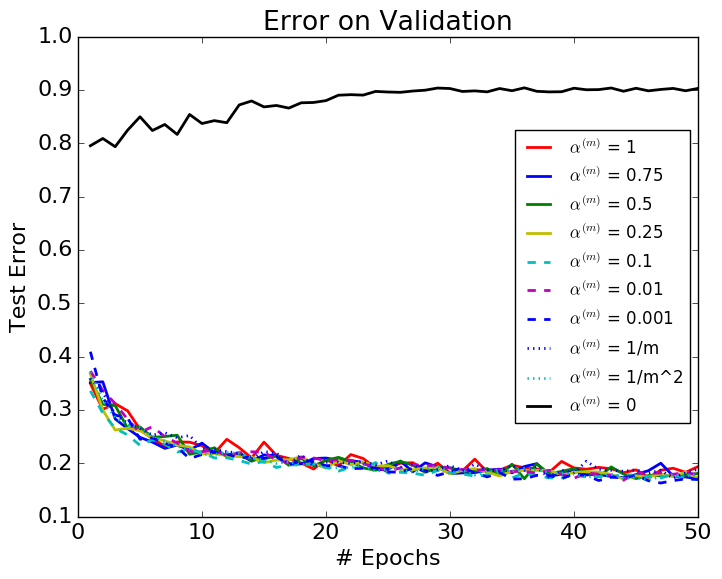 Error on Validation
1.0
0.9
0.8
0.7
0.6
0.5
0.4
0.3
0.2
0.1
Test Error
α^(m) = 1
α^(m) = 0.75
α^(m) = 0.5
α^(m) = 0.25
α^(m) = 0.1
α^(m) = 0.01
α^(m) = 0.001
α^(m) = 1/m
α^(m) = 1/m^2
α^(m) = 0
0 10 20 30 40 50
# Epochs